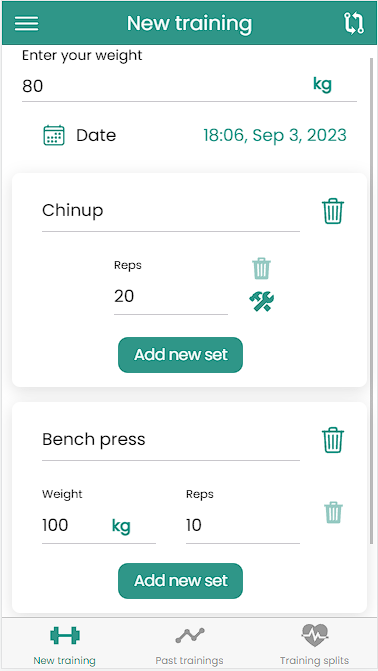 New training
Enter your weight
80 kg
Date 18:06, Sep 3, 2023
Chinup
Reps
20
Add new set
Bench press
Weight Reps
100 kg 10
Add new set
New training Past trainings Training splits